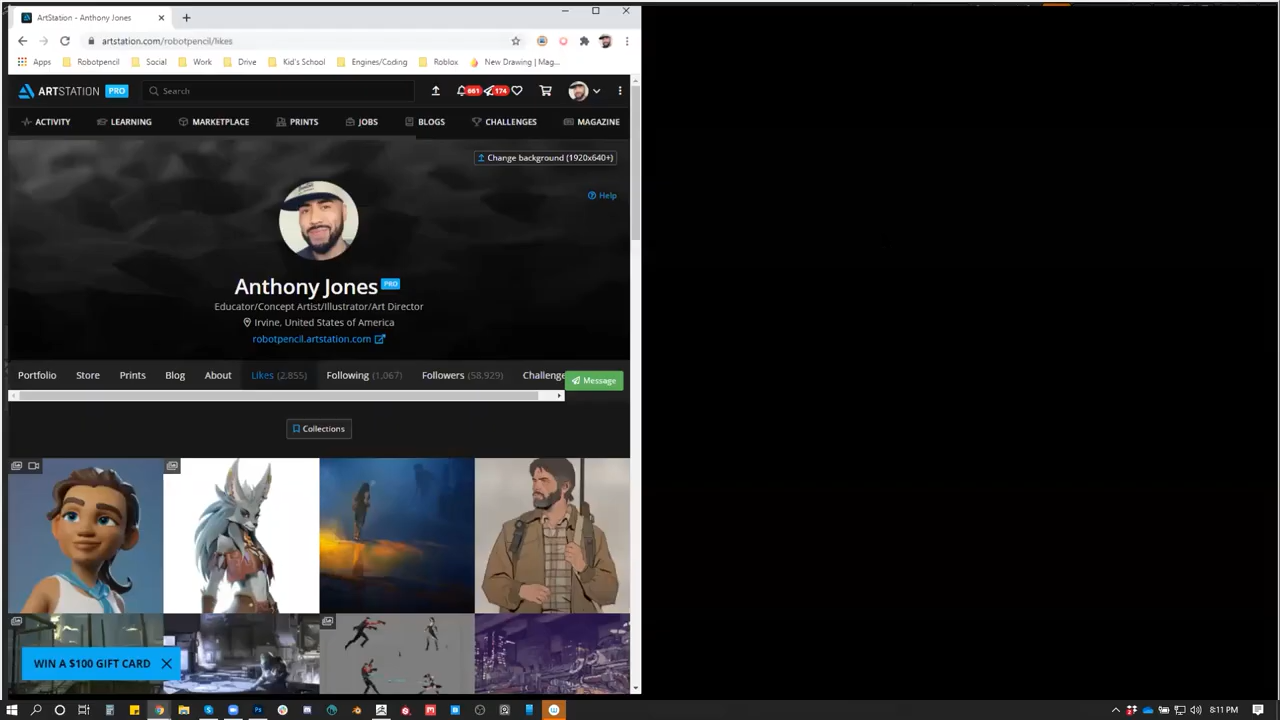 ArtStation - Anthony Jones
artstation.com/robotpencil/likes
Apps Robotpencil Social Work Drive Kid's School Engines/Coding Roblox New Drawing | Mag...
ARTSTATION PRO Search 661 174
ACTIVITY LEARNING MARKETPLACE PRINTS JOBS BLOGS CHALLENGES MAGAZINE
Change background (1920x640+)
Help
Anthony Jones PRO
Educator/Concept Artist/Illustrator/Art Director
Irvine, United States of America
robotpencil.artstation.com
Portfolio Store Prints Blog About Likes (2,855) Following (1,067) Followers (58,929) Challenge
Message
Collections
WIN A $100 GIFT CARD
8:11 PM